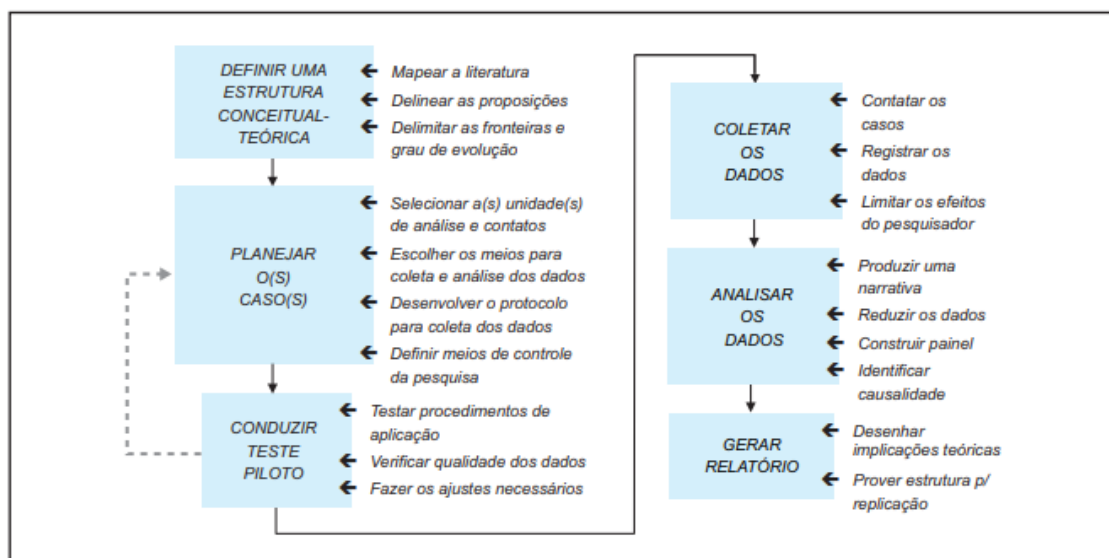 DEFINIR UMA
ESTRUTURA
CONCEITUAL-
TEÓRICA
Mapear a literatura
Delinear as proposições
Delimitar as fronteiras e
grau de evolução
PLANEJAR
O(S)
CASO(S)
Selecionar a(s) unidade(s)
de análise e contatos
Escolher os meios para
coleta e análise dos dados
Desenvolver o protocolo
para coleta dos dados
Definir meios de controle
da pesquisa
CONDUZIR
TESTE
PILOTO
Testar procedimentos de
aplicação
Verificar qualidade dos dados
Fazer os ajustes necessários
COLETAR
OS
DADOS
Contatar os
casos
Registrar os
dados
Limitar os efeitos
do pesquisador
ANALISAR
OS
DADOS
Produzir uma
narrativa
Reduzir os dados
Construir painel
Identificar
causalidade
GERAR
RELATÓRIO
Desenhar
implicações teóricas
Prover estrutura p/
replicação